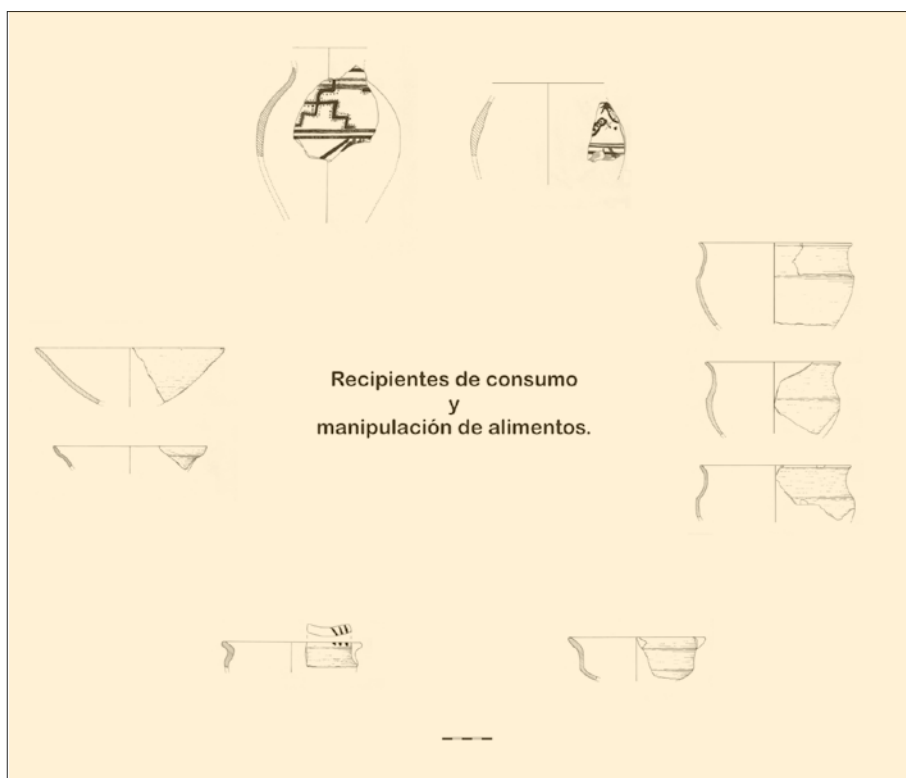 Recipientes de consumo
y
manipulación de alimentos.